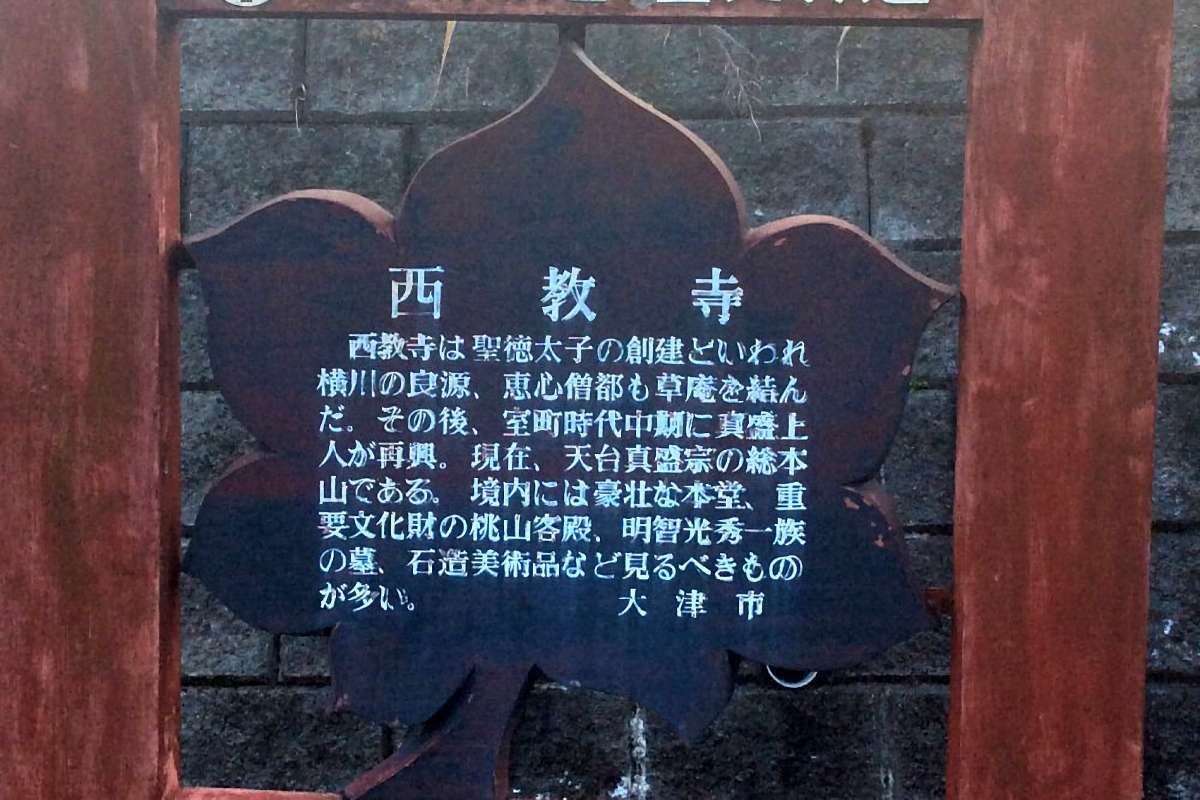 西教寺
西教寺は聖徳太子の創建といわれ
横川の良源、恵心僧都も草庵を結ん
だ。その後、室町時代中期に真盛上
人が再興。現在、天台真盛宗の総本
山である。境内には豪壮な本堂、重
要文化財の桃山客殿、明智光秀一族
の墓、石造美術品など見るべきもの
が多い。 大津市